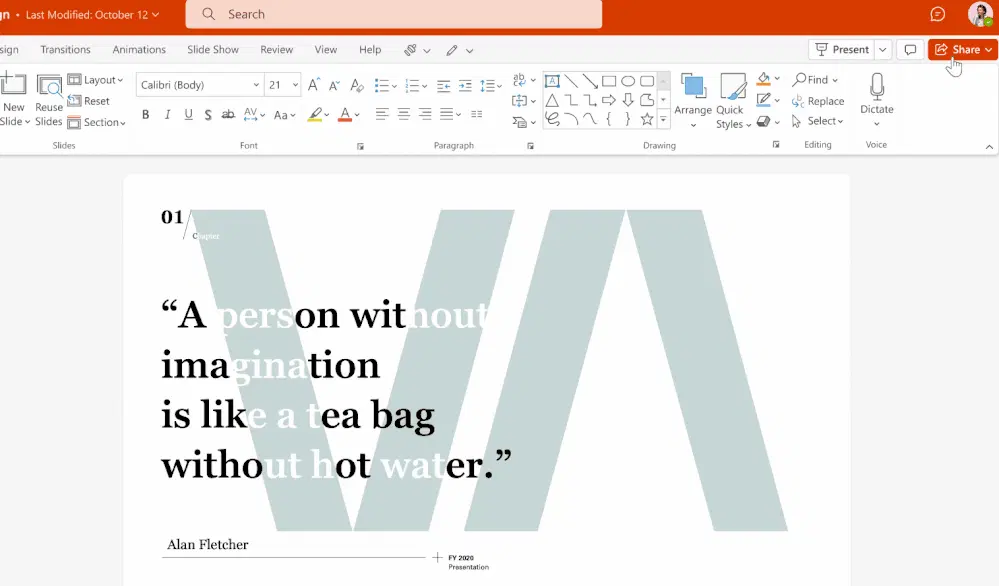 gn • Last Modified: October 12
Search
sign Transitions Animations Slide Show Review View Help Present Share
New Slide
Reuse Slides
Layout
Reset
Section
Slides
Calibri (Body) 21
B I U S ab AV Aa A
Font
Paragraph
Arrange
Quick Styles
Drawing
Find
Replace
Select
Editing
Dictate
Voice
01
Chapter
“A person without
imagination
is like a tea bag
without hot water.”
Alan Fletcher
FY 2020
Presentation